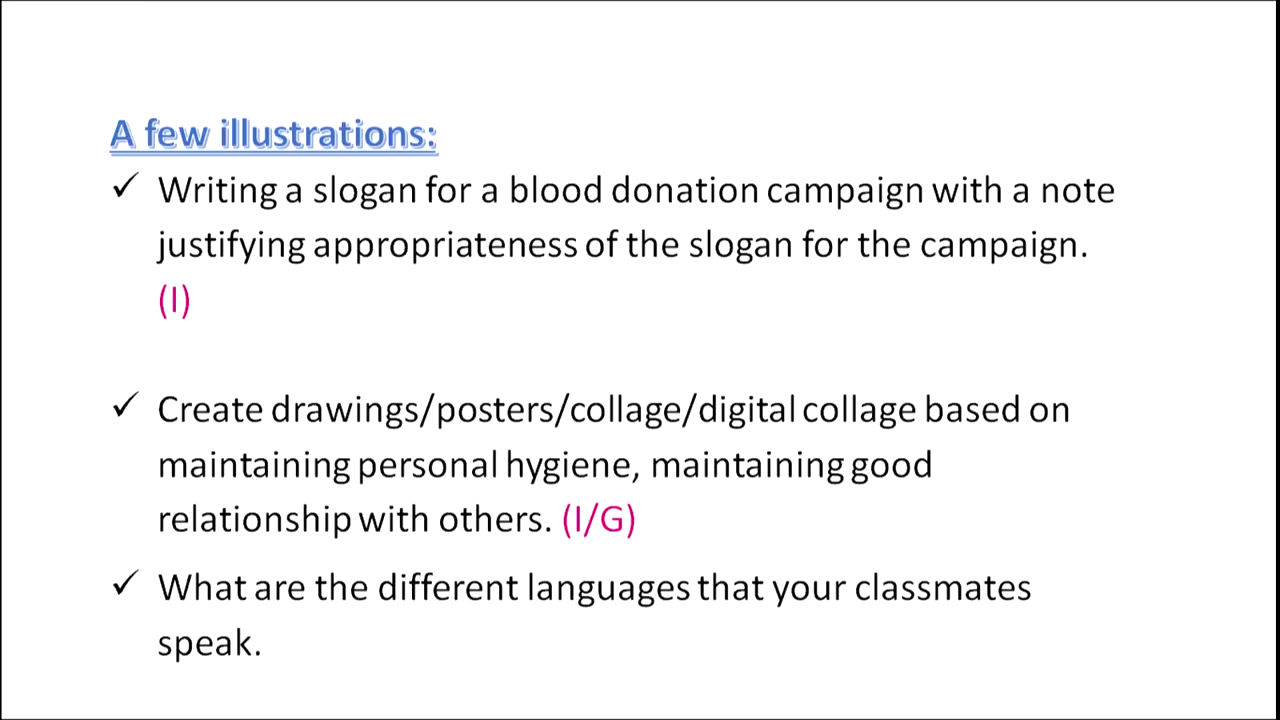 A few illustrations:
✓ Writing a slogan for a blood donation campaign with a note
justifying appropriateness of the slogan for the campaign.
(I)
✓ Create drawings/posters/collage/digital collage based on
maintaining personal hygiene, maintaining good
relationship with others. (I/G)
✓ What are the different languages that your classmates
speak.